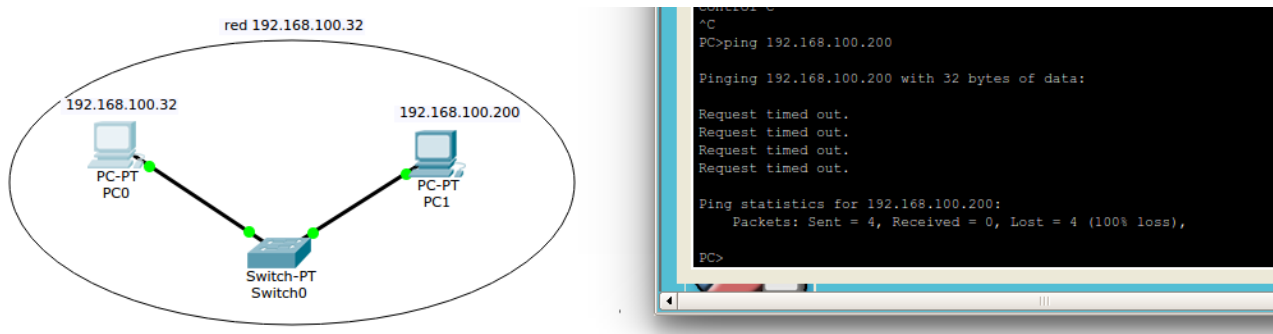 red 192.168.100.32
192.168.100.32
192.168.100.200
PC-PT
PC0
PC-PT
PC1
Switch-PT
Switch0
Control-C
^C
PC>ping 192.168.100.200
Pinging 192.168.100.200 with 32 bytes of data:
Request timed out.
Request timed out.
Request timed out.
Request timed out.
Ping statistics for 192.168.100.200:
Packets: Sent = 4, Received = 0, Lost = 4 (100% loss),
PC>